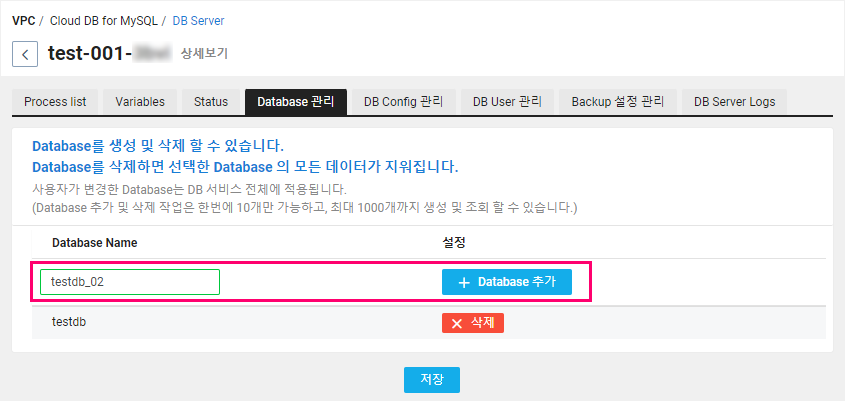 VPC / Cloud DB for MySQL / DB Server
test-001- 상세보기
Process list Variables Status Database 관리 DB Config 관리 DB User 관리 Backup 설정 관리 DB Server Logs
Database를 생성 및 삭제 할 수 있습니다.
Database를 삭제하면 선택한 Database 의 모든 데이터가 지워집니다.
사용자가 변경한 Database는 DB 서비스 전체에 적용됩니다.
(Database 추가 및 삭제 작업은 한번에 10개만 가능하고, 최대 1000개까지 생성 및 조회 할 수 있습니다.)
Database Name 설정
testdb_02 + Database 추가
testdb × 삭제
저장